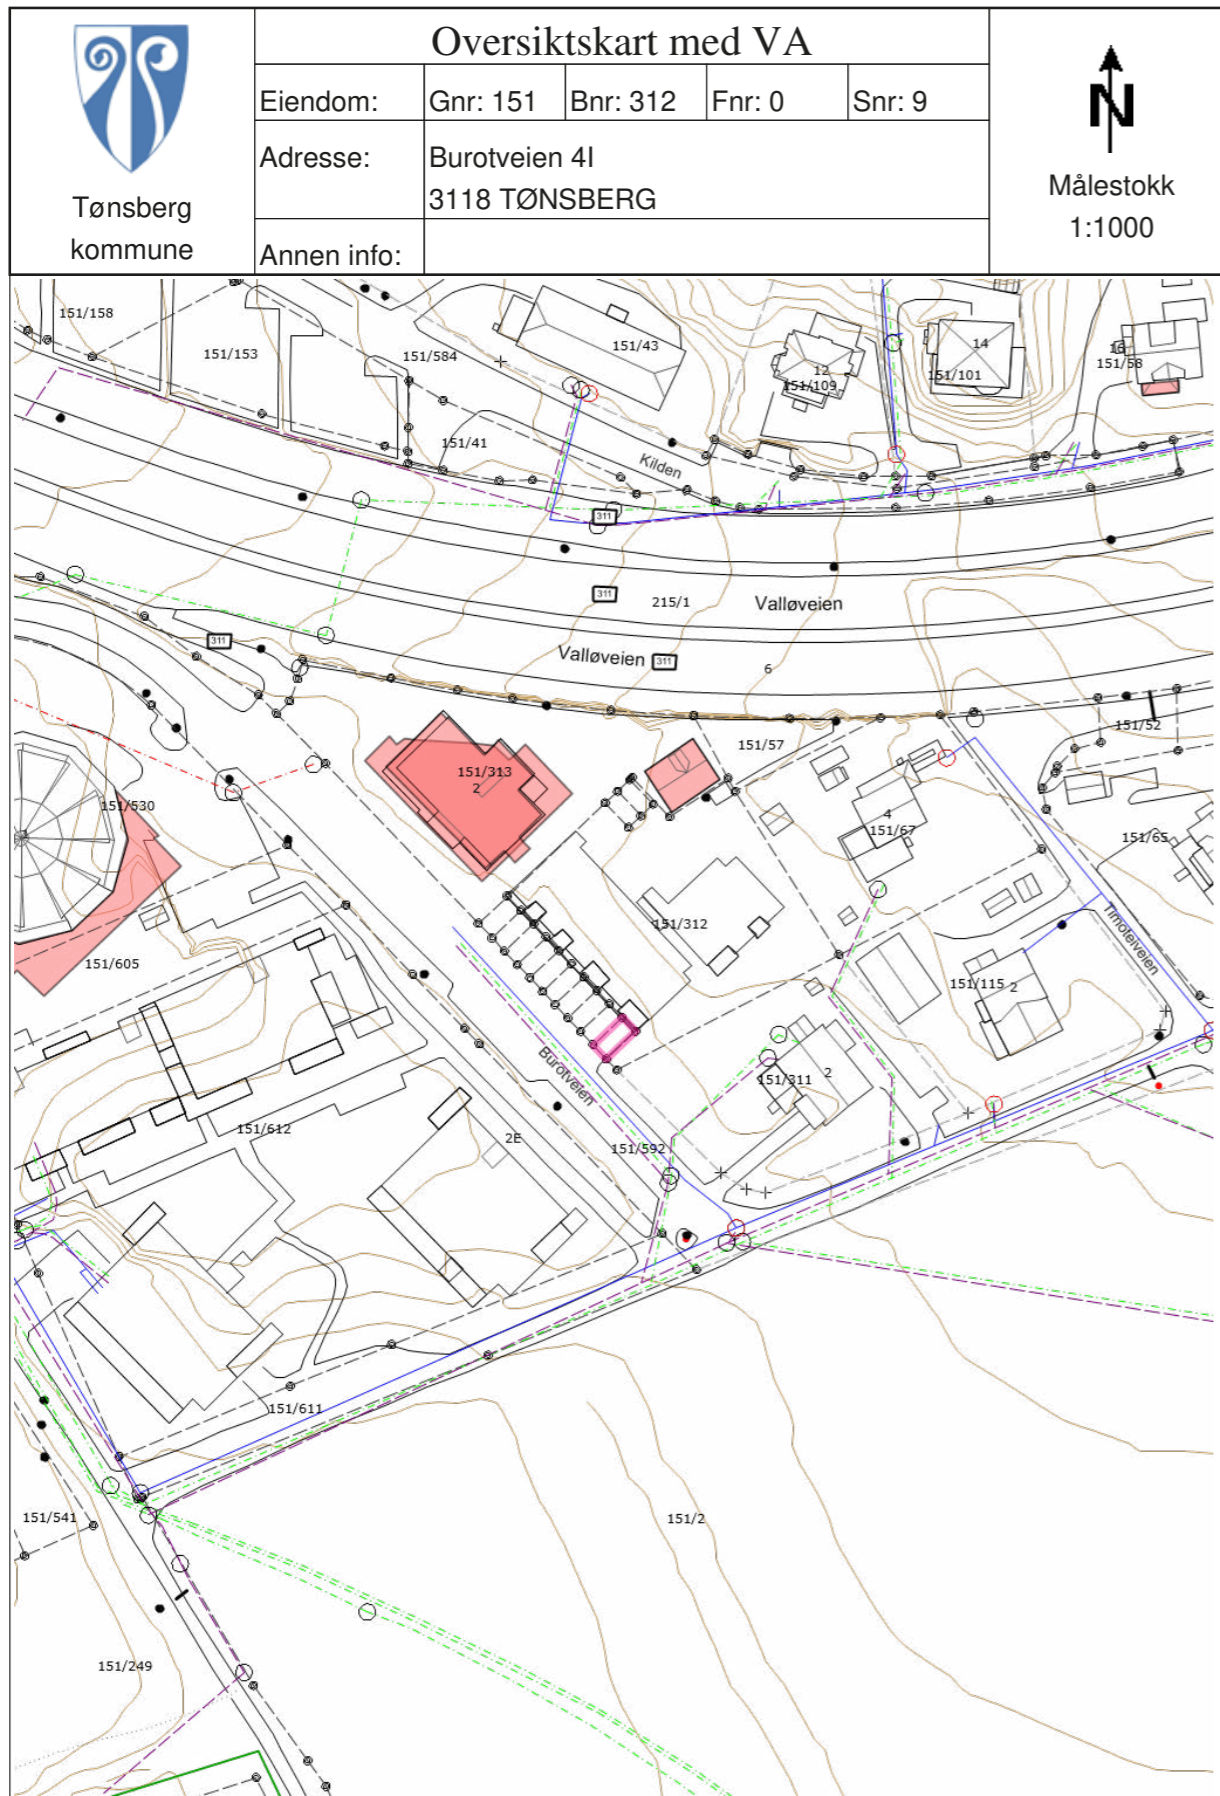 Oversiktskart med VA
Eiendom: Gnr: 151 Bnr: 312 Fnr: 0 Snr: 9
Adresse: Burotveien 4I
3118 TØNSBERG
Annen info:
Tønsberg
kommune
N
Målestokk
1:1000
151/158
151/153
151/584
151/43
12
151/109
14
151/101
16
151/58
151/41
Kilden
311
311
215/1
Valløveien
311
Valløveien 311
6
151/57
151/52
151/313
2
151/530
4
151/67
151/65
151/312
Timoteiveien
151/605
151/115 2
Burotveien
151/311 2
151/612
2E
151/592
151/611
151/541
151/2
151/249